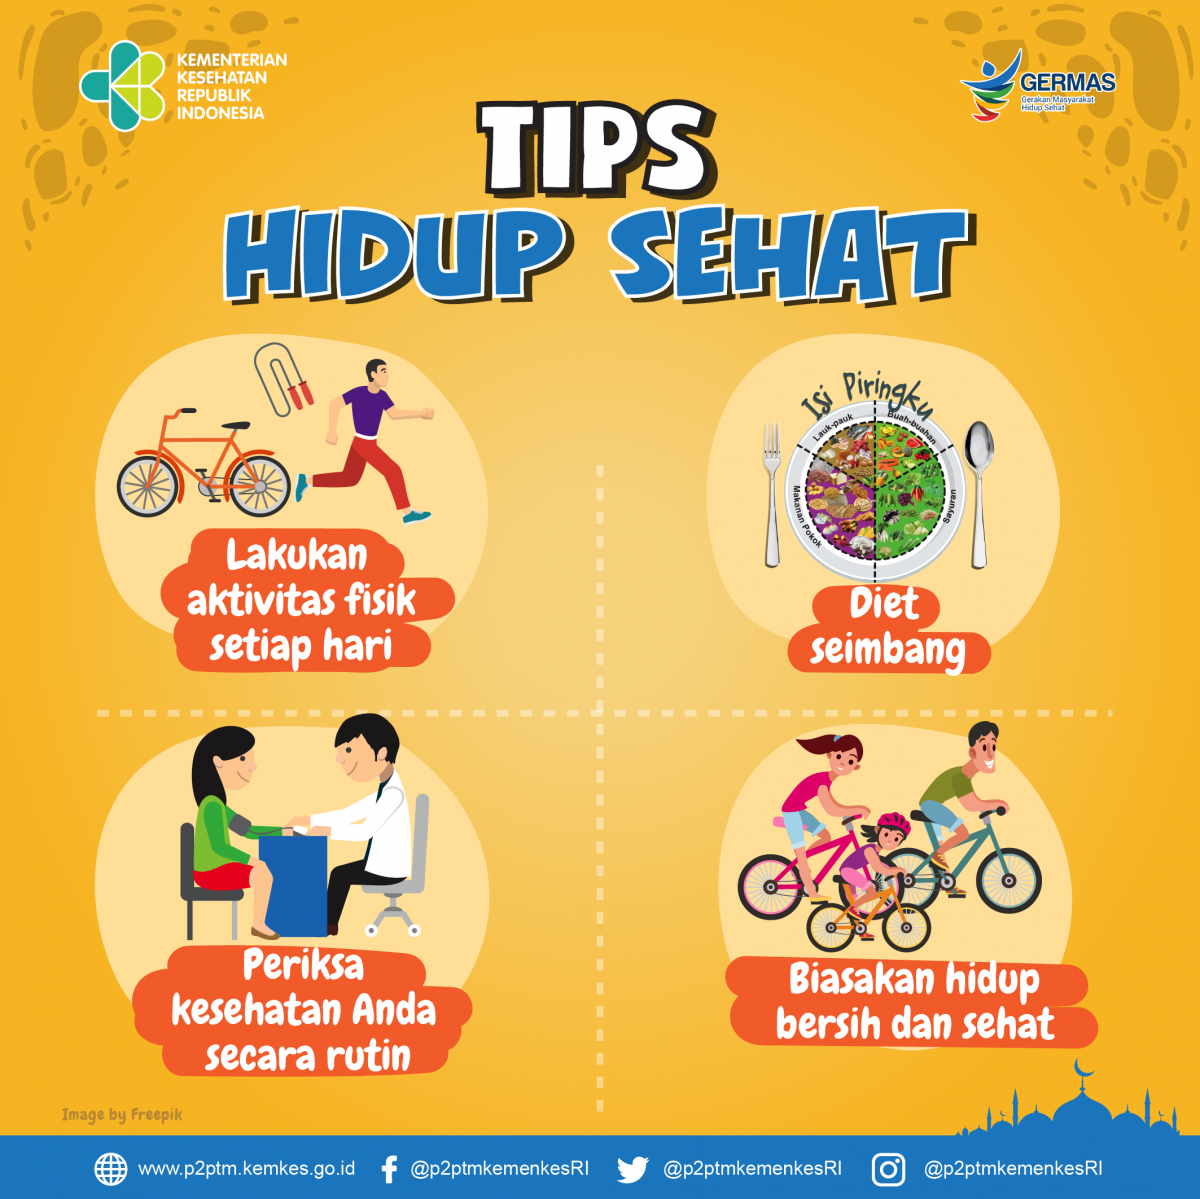 KEMENTERIAN
KESEHATAN
REPUBLIK
INDONESIA
GERMAS
Gerakan Masyarakat
Hidup Sehat
TIPS
HIDUP SEHAT
Isi Piringku
Lauk-pauk
Buah-buahan
Makanan Pokok
Sayuran
Lakukan
aktivitas fisik
setiap hari
Diet
seimbang
Periksa
kesehatan Anda
secara rutin
Biasakan hidup
bersih dan sehat
Image by Freepik
www.p2ptm.kemkes.go.id
@p2ptmkemenkesRI
@p2ptmkemenkesRI
@p2ptmkemenkesRI